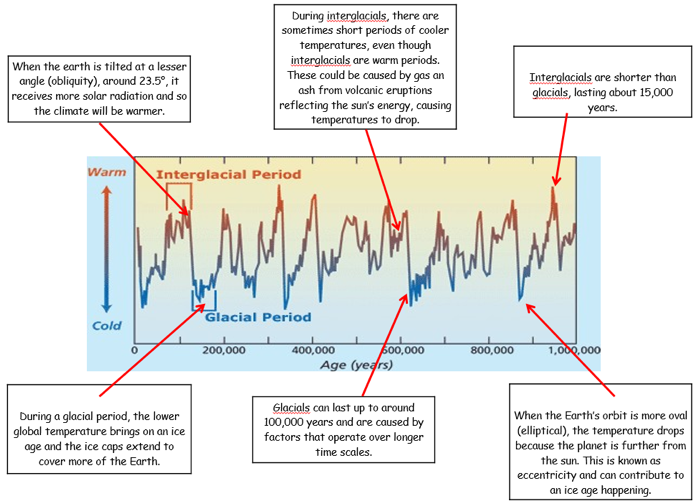 When the earth is tilted at a lesser
angle (obliquity), around 23.5°, it
receives more solar radiation and so
the climate will be warmer.
During interglacials, there are
sometimes short periods of cooler
temperatures, even though
interglacials are warm periods.
These could be caused by gas an
ash from volcanic eruptions
reflecting the sun's energy, causing
temperatures to drop.
Interglacials are shorter than
glacials, lasting about 15,000
years.
Warm
Interglacial Period
Cold
Glacial Period
0
200,000
400,000
600,000
800,000
1,000,000
Age (years)
During a glacial period, the lower
global temperature brings on an ice
age and the ice caps extend to
cover more of the Earth.
Glacials can last up to around
100,000 years and are caused by
factors that operate over longer
time scales.
When the Earth's orbit is more oval
(elliptical), the temperature drops
because the planet is further from
the sun. This is known as
eccentricity and can contribute to
an ice age happening.